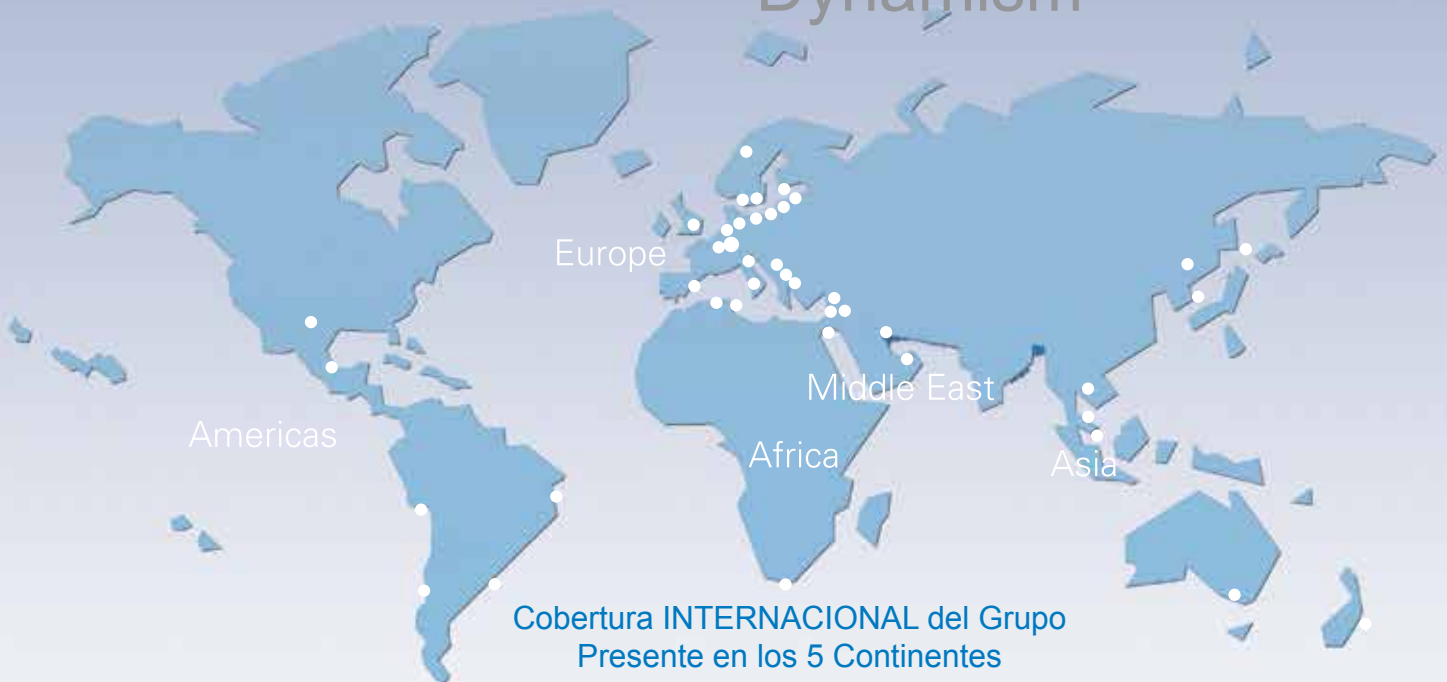 Dynamism
Europe
Middle East
Americas
Africa
Asia
Cobertura INTERNACIONAL del Grupo
Presente en los 5 Continentes